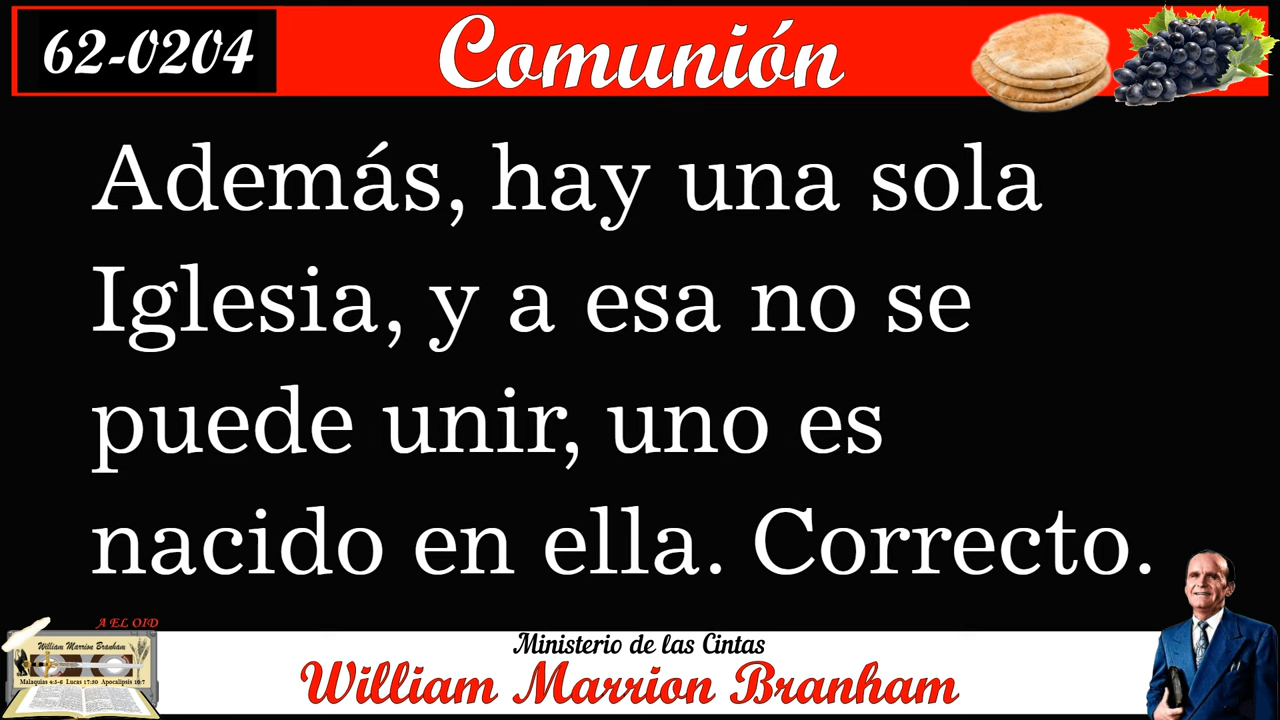 62-0204
Comunión
Además, hay una sola
Iglesia, y a esa no se
puede unir, uno es
nacido en ella. Correcto.
A EL OID
William Marrion Branham
Malaquias 4:5-6 Lucas 17:30 Apocalipsis 10:7
Ministerio de las Cintas
William Marrion Branham